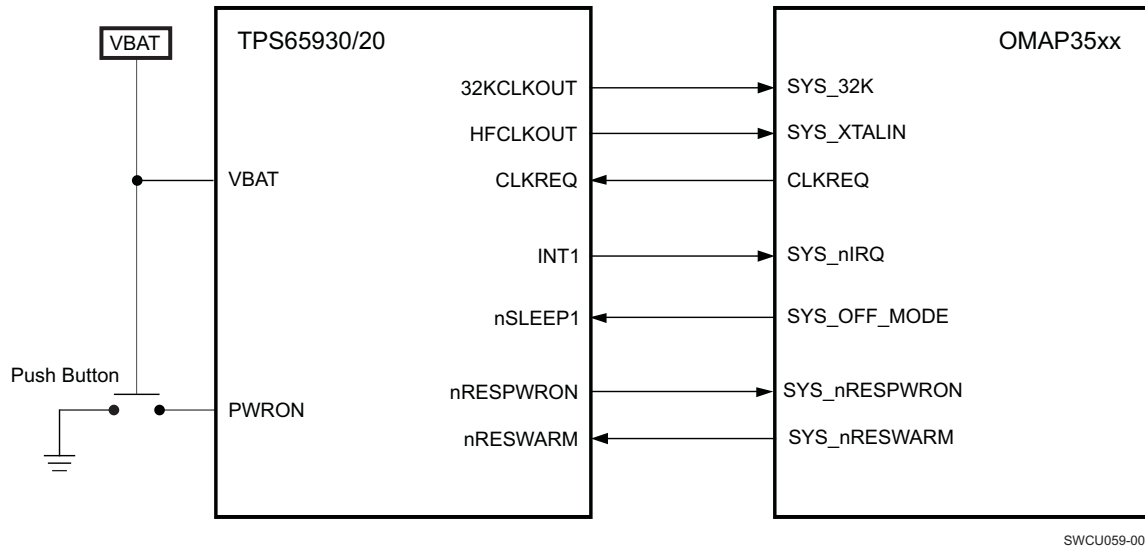 VBAT
TPS65930/20
OMAP35xx
32KCLKOUT
SYS_32K
HFCLKOUT
SYS_XTALIN
VBAT
CLKREQ
CLKREQ
INT1
SYS_nIRQ
nSLEEP1
SYS_OFF_MODE
Push Button
nRESPWRON
SYS_nRESPWRON
PWRON
nRESWARM
SYS_nRESWARM
SWCU059-00